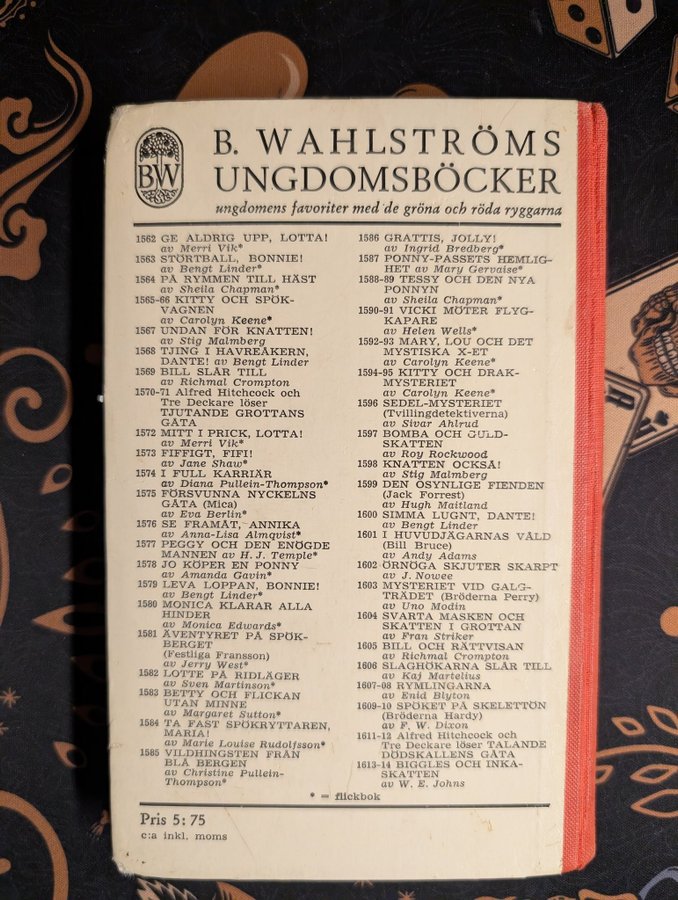 BW
B. WAHLSTRÖMS
UNGDOMSBÖCKER
ungdomens favoriter med de gröna och röda ryggarna
1562 GE ALDRIG UPP, LOTTA!
av Merri Vik*
1563 STÖRTBALL, BONNIE!
av Bengt Linder*
1564 PÅ RYMMEN TILL HÄST
av Sheila Chapman*
1565-66 KITTY OCH SPÖK-
VAGNEN
av Carolyn Keene*
1567 UNDAN FÖR KNATTEN!
av Stig Malmberg
1568 TJING I HAVREÅKERN,
DANTE! av Bengt Linder
1569 BILL SLÅR TILL
av Richmal Crompton
1570-71 Alfred Hitchcock och
Tre Deckare löser
TJUTANDE GROTTANS
GÅTA
1572 MITT I PRICK, LOTTA!
av Merri Vik*
1573 FIFFIGT, FIFI!
av Jane Shaw*
1574 I FULL KARRIÄR
av Diana Pullein-Thompson*
1575 FÖRSVUNNA NYCKELNS
GÅTA (Mica)
av Eva Berlin*
1576 SE FRAMÅT, ANNIKA
av Anna-Lisa Almqvist*
1577 PEGGY OCH DEN ENÖGDE
MANNEN av H. J. Temple*
1578 JO KÖPER EN PONNY
av Amanda Gavin*
1579 LEVA LOPPAN, BONNIE!
av Bengt Linder*
1580 MONICA KLARAR ALLA
HINDER
av Monica Edwards*
1581 ÄVENTYRET PÅ SPÖK-
BERGET
(Festliga Fransson)
av Jerry West*
1582 LOTTE PÅ RIDLÄGER
av Sven Martinson*
1583 BETTY OCH FLICKAN
UTAN MINNE
av Margaret Sutton*
1584 TA FAST SPÖKRYTTAREN,
MARIA!
av Marie Louise Rudolfsson*
1585 VILDHINGSTEN FRÅN
BLÅ BERGEN
av Christine Pullein-
Thompson*
1586 GRATTIS, JOLLY!
av Ingrid Bredberg*
1587 PONNY-PASSETS HEMLIG-
HET av Mary Gervaise*
1588-89 TESSY OCH DEN NYA
PONNYN
av Sheila Chapman*
1590-91 VICKI MÖTER FLYG-
KAPARE
av Helen Wells*
1592-93 MARY, LOU OCH DET
MYSTISKA X-ET
av Carolyn Keene*
1594-95 KITTY OCH DRAK-
MYSTERIET
av Carolyn Keene*
1596 SEDEL-MYSTERIET
(Tvillingdetektiverna)
av Sivar Ahlrud
1597 BOMBA OCH GULD-
SKATTEN
av Roy Rockwood
1598 KNATTEN OCKSÅ!
av Stig Malmberg
1599 DEN OSYNLIGE FIENDEN
(Jack Forrest)
av Hugh Maitland
1600 SIMMA LUGNT, DANTE!
av Bengt Linder
1601 I HUVUDJÄGARNAS VÅLD
(Bill Bruce)
av Andy Adams
1602 ÖRNÖGA SKJUTER SKARPT
av J. Nowee
1603 MYSTERIET VID GALG-
TRÄDET (Bröderna Perry)
av Uno Modin
1604 SVARTA MASKEN OCH
SKATTEN I GROTTAN
av Fran Striker
1605 BILL OCH RÄTTVISAN
av Richmal Crompton
1606 SLAGHÖKARNA SLÅR TILL
av Kaj Martelius
1607-08 RYMLINGARNA
av Enid Blyton
1609-10 SPÖKET PÅ SKELETTÖN
(Bröderna Hardy)
av F. W. Dixon
1611-12 Alfred Hitchcock och
Tre Deckare löser TALANDE
DÖDSKALLENS GÅTA
1613-14 BIGGLES OCH INKA-
SKATTEN
av W. E. Johns
* = flickbok
Pris 5:75
c:a inkl. moms